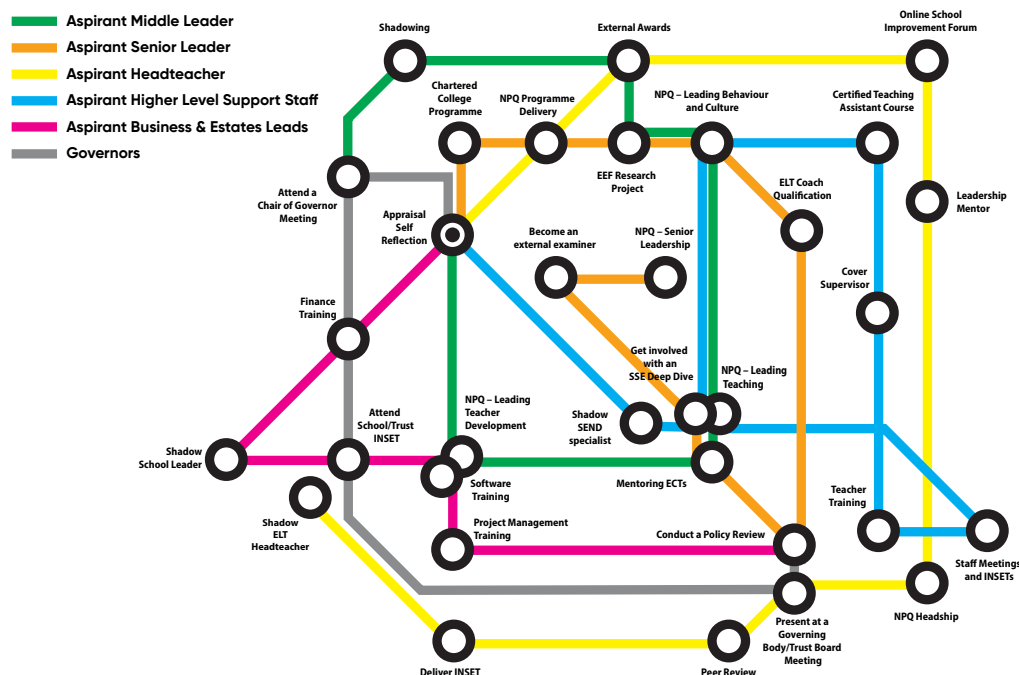 Aspirant Middle Leader
Aspirant Senior Leader
Aspirant Headteacher
Aspirant Higher Level Support Staff
Aspirant Business & Estates Leads
Governors
Shadowing
External Awards
Online School
Improvement Forum
Chartered
College
Programme
NPQ Programme
Delivery
NPQ – Leading Behaviour
and Culture
Certified Teaching
Assistant Course
EEF Research
Project
ELT Coach
Qualification
Attend a
Chair of Governor
Meeting
Leadership
Mentor
Appraisal
Self
Reflection
Become an
external examiner
NPQ – Senior
Leadership
Cover
Supervisor
Finance
Training
Get involved
with an
SSE Deep Dive
NPQ – Leading
Teaching
NPQ – Leading
Teacher
Development
Attend
School/Trust
INSET
Shadow
SEND
specialist
Shadow
School Leader
Software
Training
Mentoring ECTs
Teacher
Training
Shadow
ELT
Headteacher
Project Management
Training
Conduct a Policy Review
Staff Meetings
and INSETs
NPQ Headship
Present at a
Governing
Body/Trust Board
Meeting
Deliver INSET
Peer Review